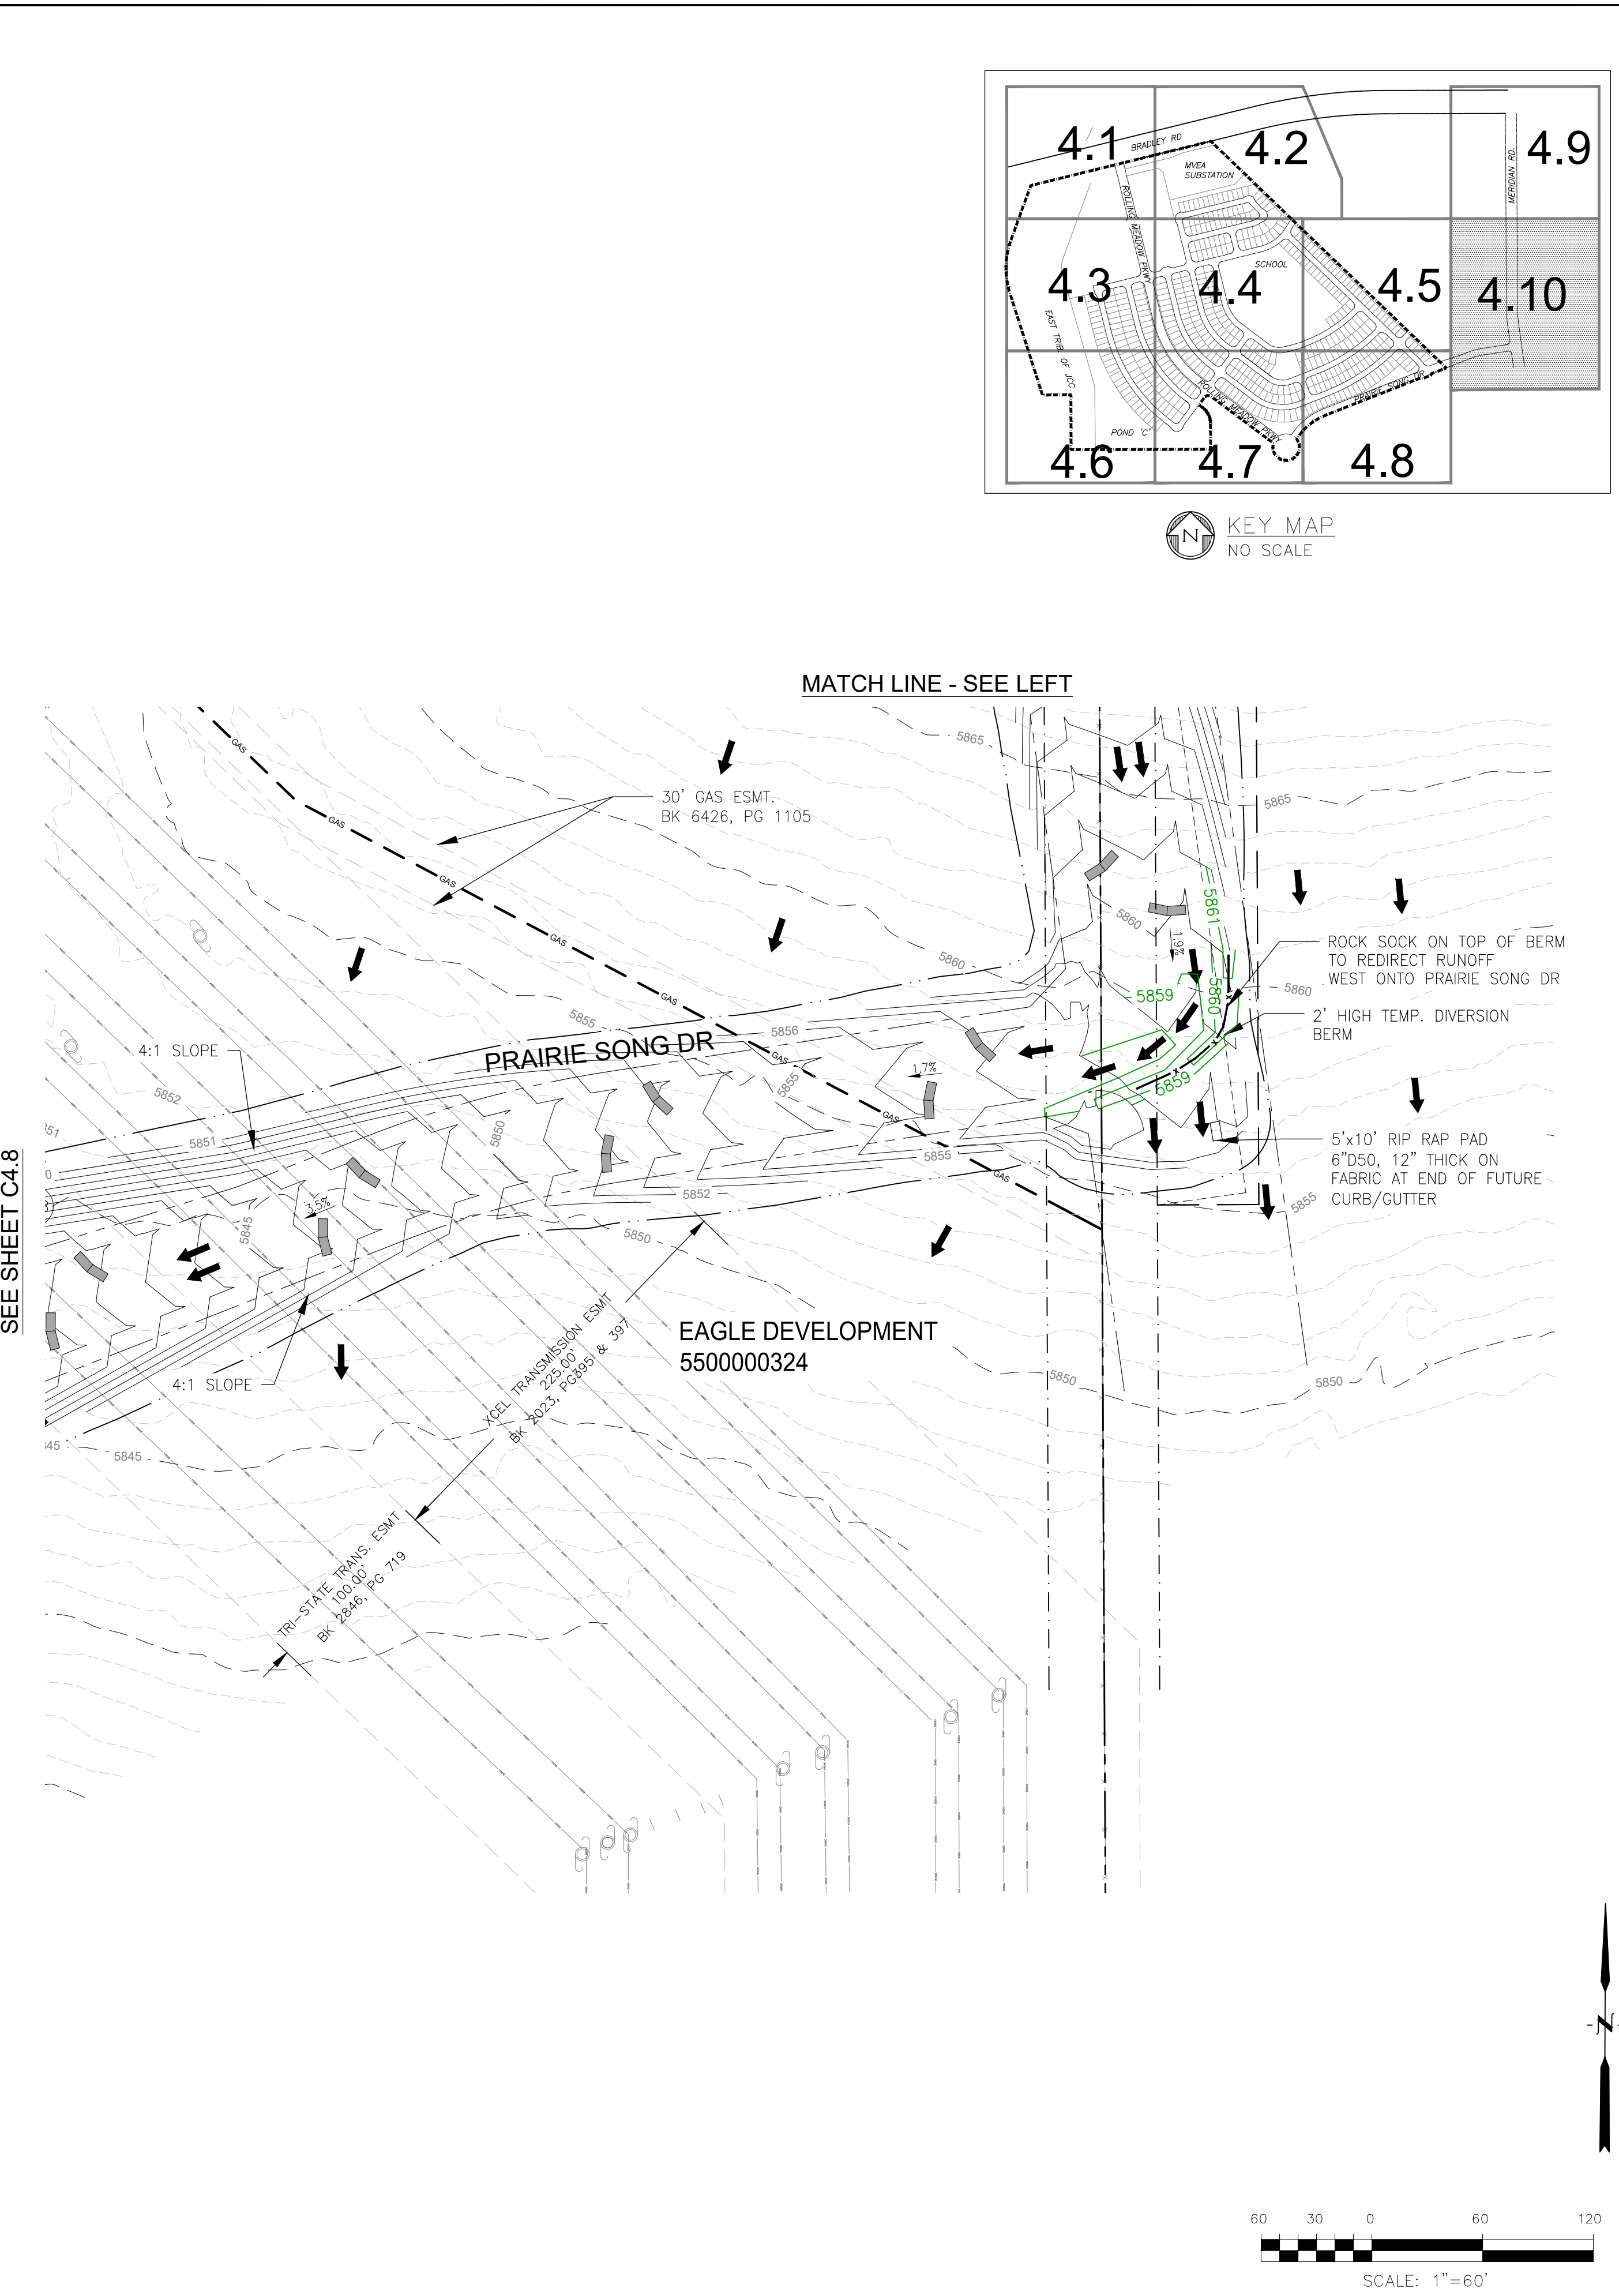 4.1
BRADLEY RD
4.2
4.9
MVEA
SUBSTATION
MERIDIAN RD.
ROLLING MEADOW PKWY
SCHOOL
4.3
4.4
4.5
4.10
EAST TRIB. OF JCC
ROLLING MEADOW PKWY
PRAIRIE SONG DR
POND 'C'
4.6
4.7
4.8
N
KEY MAP
NO SCALE
MATCH LINE - SEE LEFT
GAS
5865
30' GAS ESMT.
BK 6426, PG 1105
5865
GAS
GAS
5861
5860
GAS
1.9%
ROCK SOCK ON TOP OF BERM
TO REDIRECT RUNOFF
WEST ONTO PRAIRIE SONG DR
5860
5859
5860
5860
GAS
5855
5856
2' HIGH TEMP. DIVERSION
BERM
PRAIRIE SONG DR
4:1 SLOPE
GAS
1.7%
5855
5859
5852
GAS
5851
5850
5855
5'x10' RIP RAP PAD
6"D50, 12" THICK ON
FABRIC AT END OF FUTURE
CURB/GUTTER
GAS
5852
5855
3.5%
5845
5850
SEE SHEET C4.8
XCEL TRANSMISSION ESMT
225.00'
BK 2023, PG395 & 397
EAGLE DEVELOPMENT
5500000324
4:1 SLOPE
5850
5850
5845
TRI-STATE TRANS. ESMT
100.00'
BK 2846, PG 719
N
60 30 0 60 120
SCALE: 1"=60'